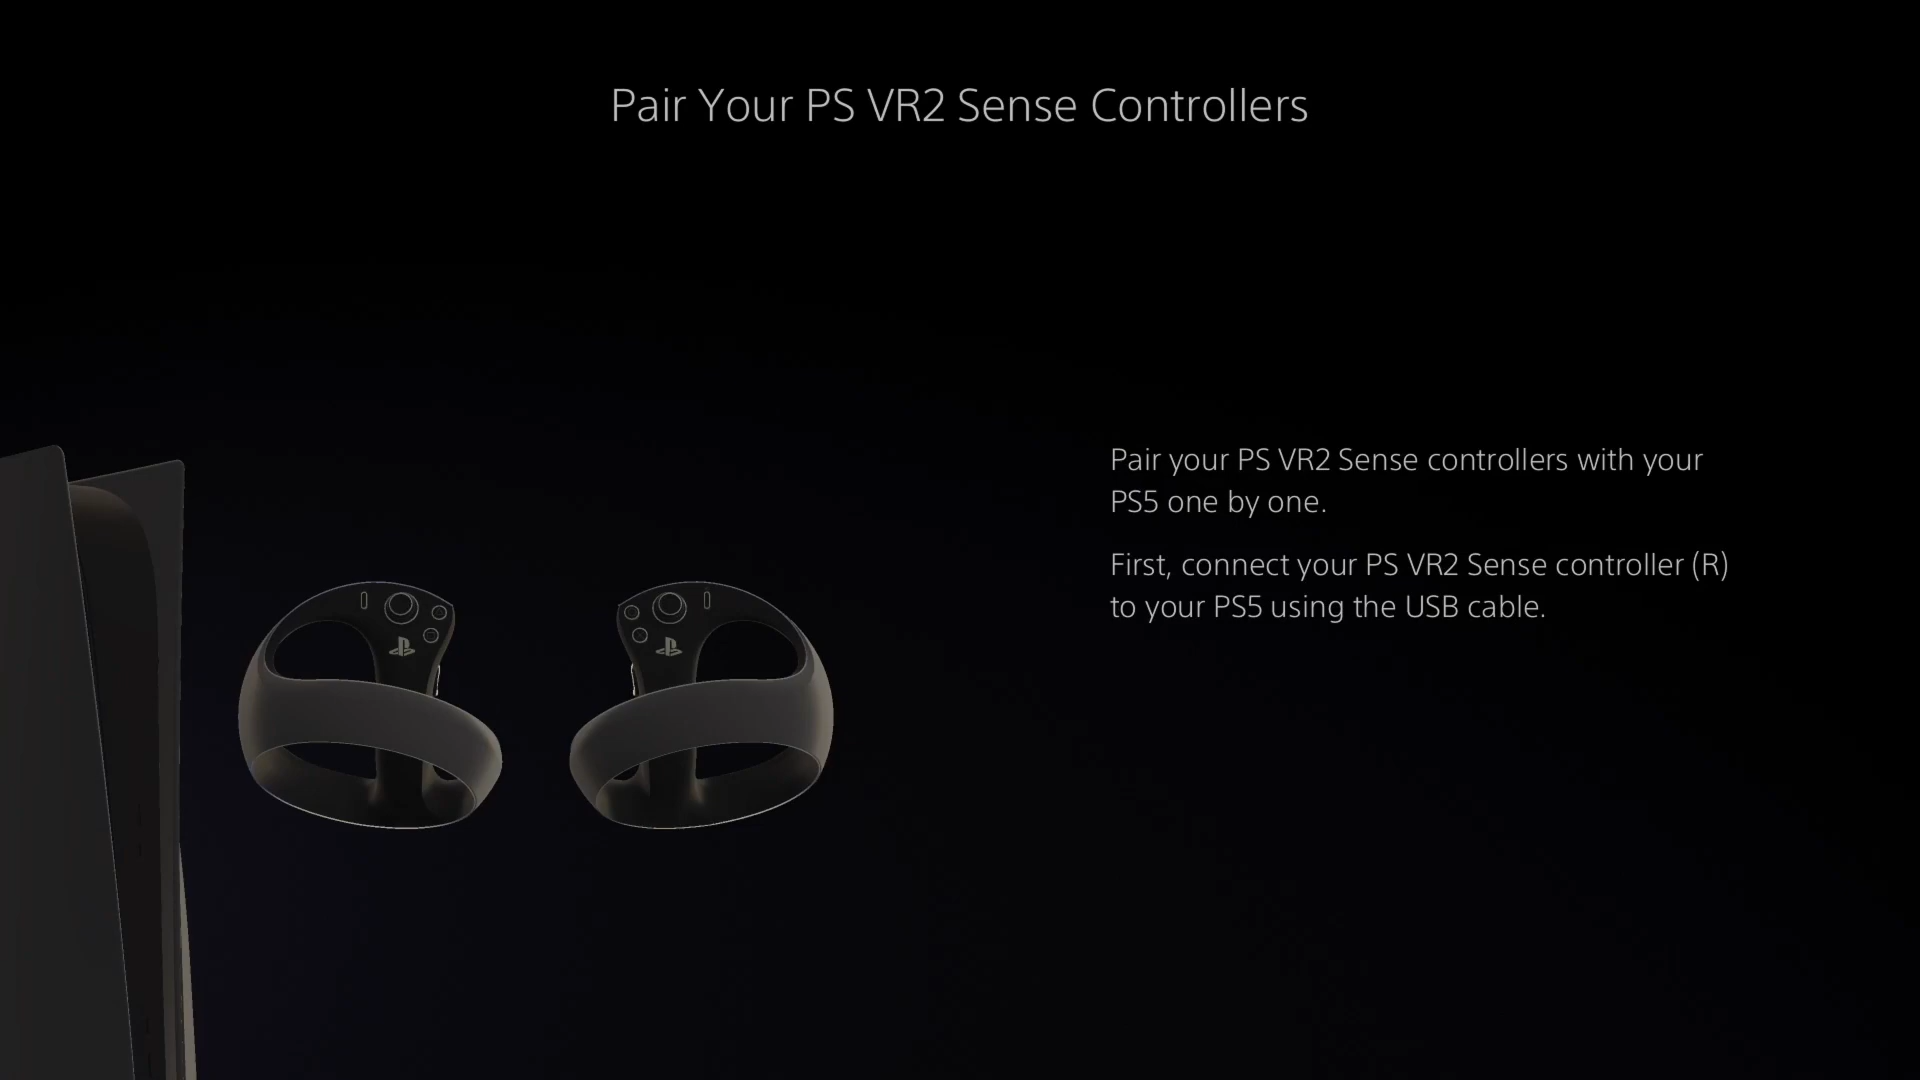 Pair Your PS VR2 Sense Controllers
Pair your PS VR2 Sense controllers with your
PS5 one by one.
First, connect your PS VR2 Sense controller (R)
to your PS5 using the USB cable.